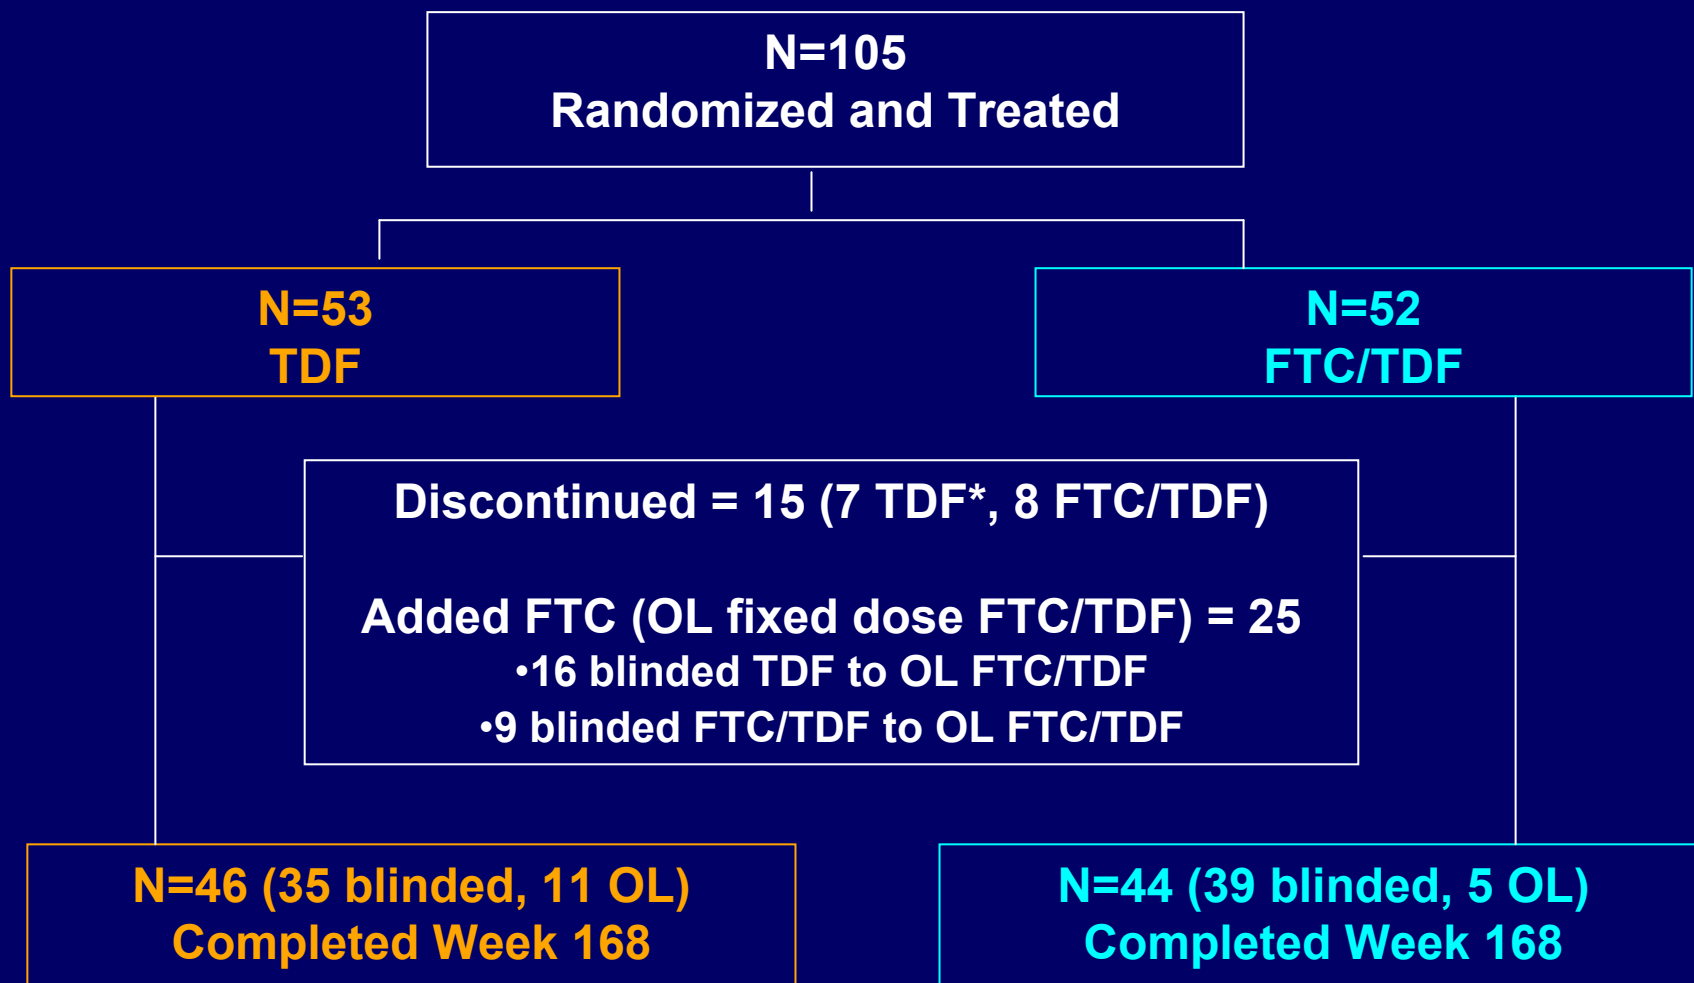 N=105
Randomized and Treated
N=53
TDF
N=52
FTC/TDF
Discontinued = 15 (7 TDF*, 8 FTC/TDF)
Added FTC (OL fixed dose FTC/TDF) = 25
•16 blinded TDF to OL FTC/TDF
•9 blinded FTC/TDF to OL FTC/TDF
N=46 (35 blinded, 11 OL)
Completed Week 168
N=44 (39 blinded, 5 OL)
Completed Week 168